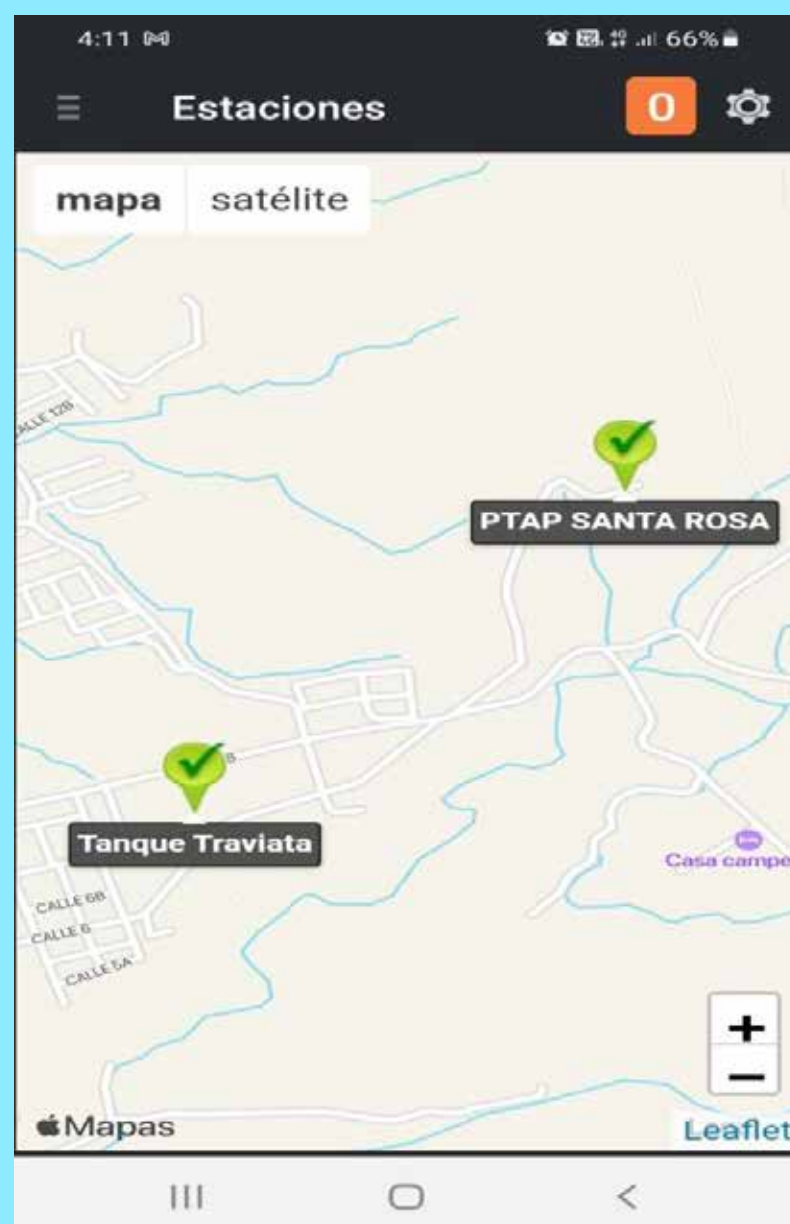 4:11
66%
Estaciones
0
mapa
satélite
CALLE 12B
PTAP SANTA ROSA
Tanque Traviata
Casa campe
CALLE 6B
CALLE 6
CALLE 5A
+
−
Mapas
Leaflet